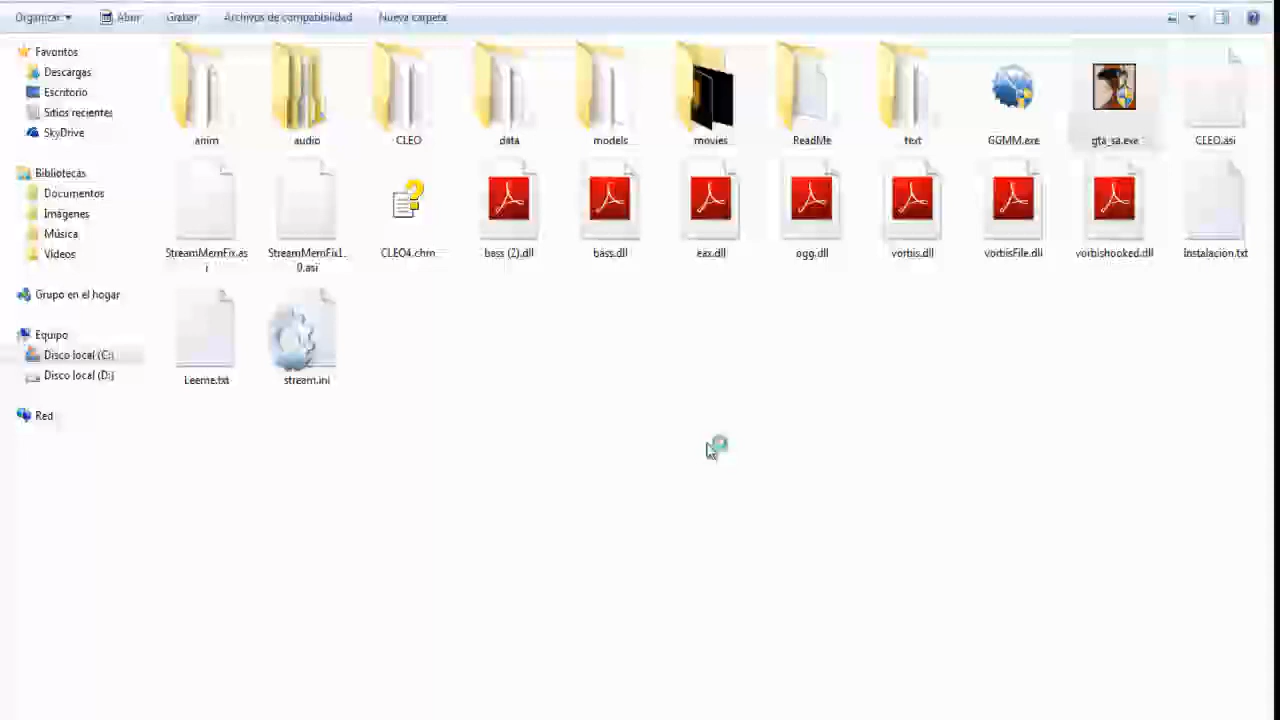 Organizar
Abrir
Grabar
Archivos de compatibilidad
Nueva carpeta
Favoritos
Descargas
Escritorio
Sitios recientes
SkyDrive
Bibliotecas
Documentos
Imágenes
Música
Vídeos
Grupo en el hogar
Equipo
Disco local (C:)
Disco local (D:)
Red
anim
audio
CLEO
data
models
movies
ReadMe
text
GGMM.exe
gta_sa.exe
CLEO.asi
StreamMemFix.as
i
StreamMemFix1.
0.asi
CLEO4.chm
bass (2).dll
bass.dll
eax.dll
ogg.dll
vorbis.dll
vorbisFile.dll
vorbishooked.dll
Instalacion.txt
Leeme.txt
stream.ini